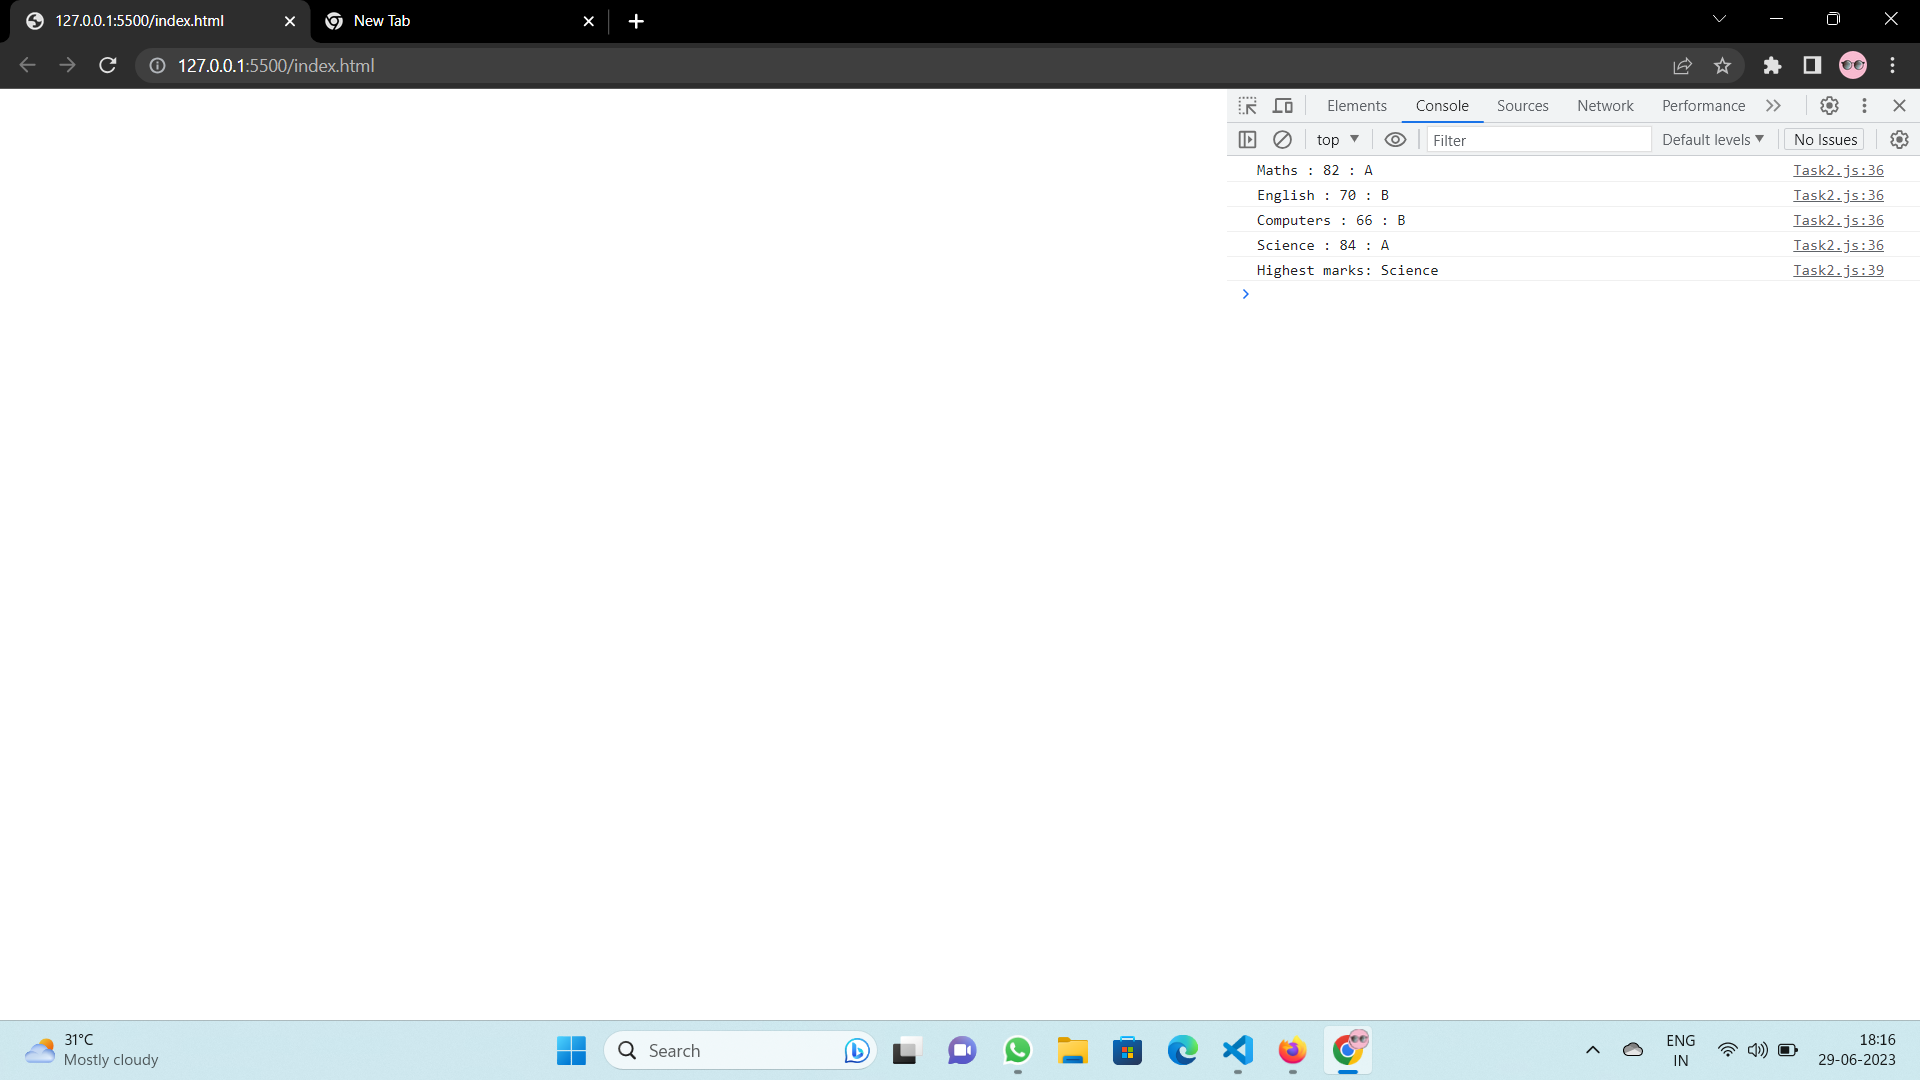 127.0.0.1:5500/index.html
New Tab
127.0.0.1:5500/index.html
Elements Console Sources Network Performance
top Filter Default levels No Issues
Maths : 82 : A Task2.js:36
English : 70 : B Task2.js:36
Computers : 66 : B Task2.js:36
Science : 84 : A Task2.js:36
Highest marks: Science Task2.js:39
31°C
Mostly cloudy
Search
ENG
IN
18:16
29-06-2023